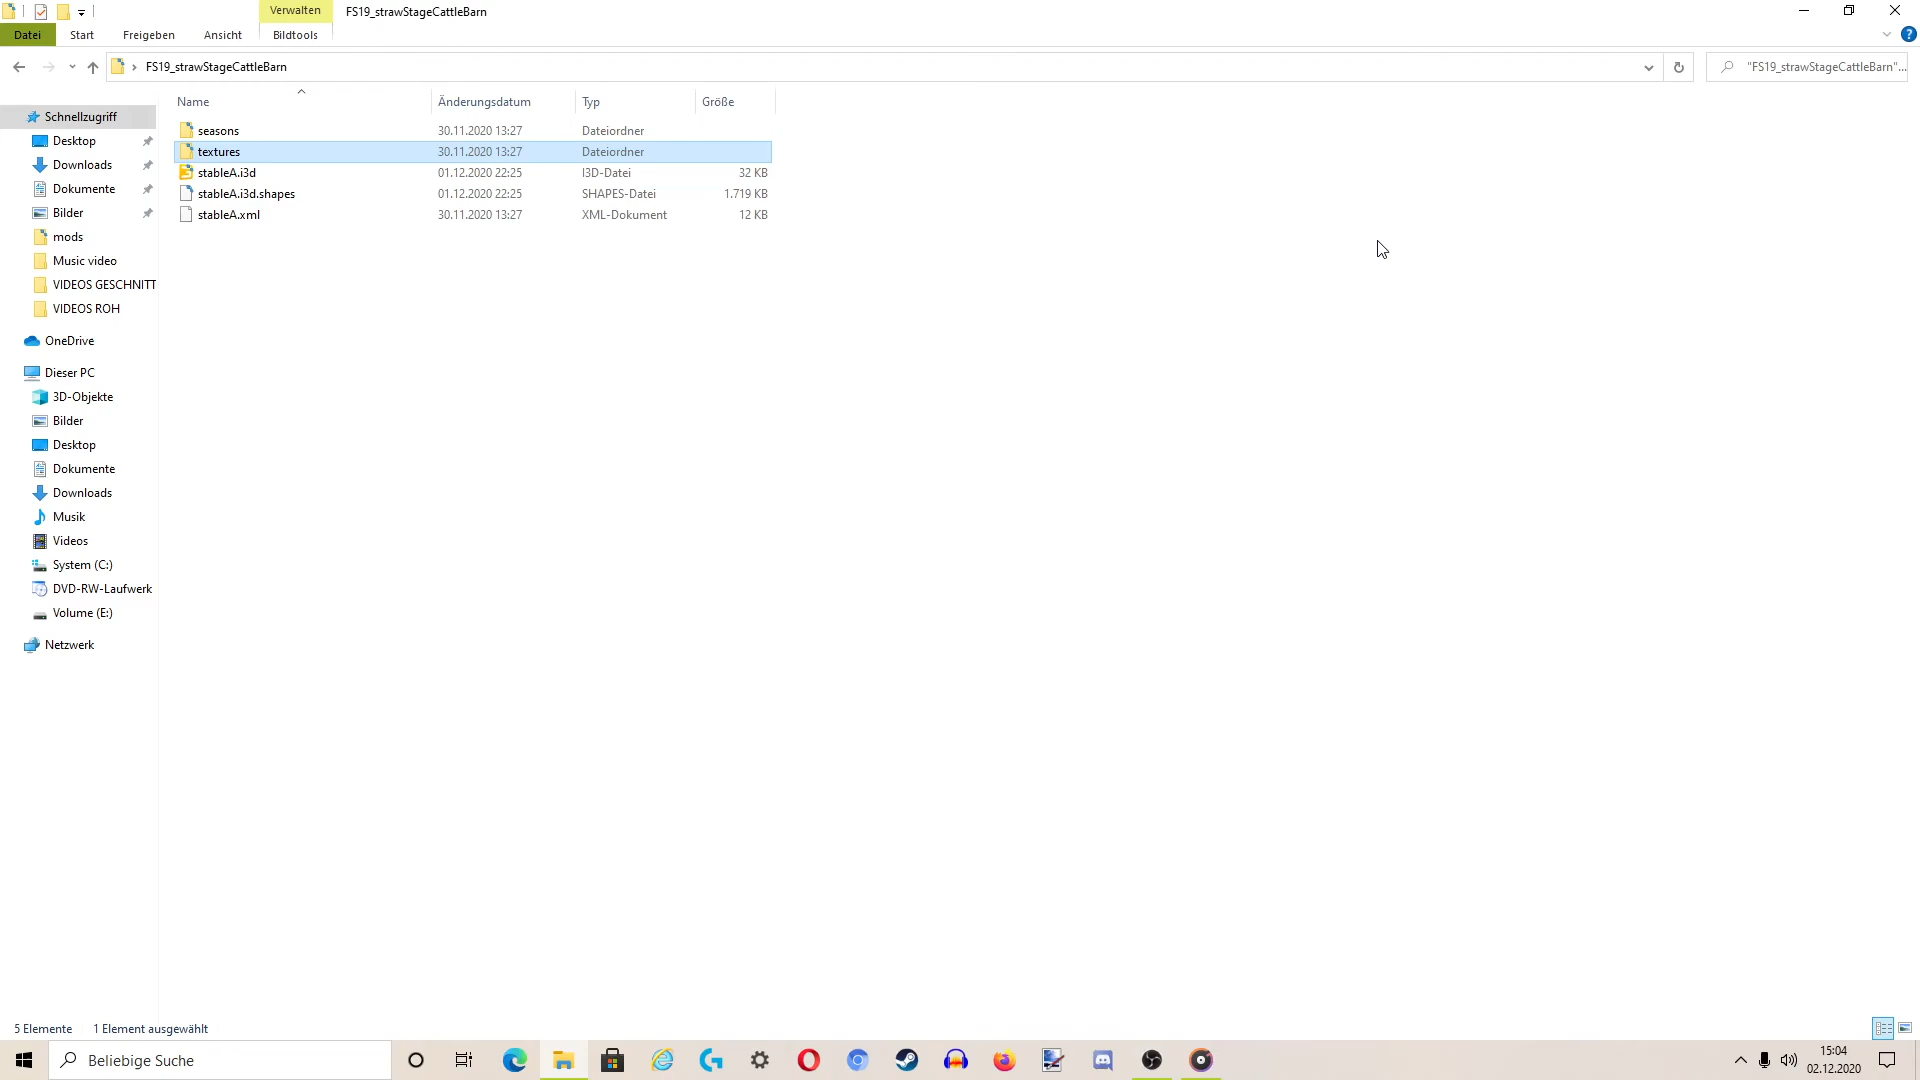 Verwalten FS19_strawStageCattleBarn
Datei Start Freigeben Ansicht Bildtools
FS19_strawStageCattleBarn "FS19_strawStageCattleBarn"...
Name Änderungsdatum Typ Größe
seasons 30.11.2020 13:27 Dateiordner
textures 30.11.2020 13:27 Dateiordner
stableA.i3d 01.12.2020 22:25 I3D-Datei 32 KB
stableA.i3d.shapes 01.12.2020 22:25 SHAPES-Datei 1.719 KB
stableA.xml 30.11.2020 13:27 XML-Dokument 12 KB
Schnellzugriff
Desktop
Downloads
Dokumente
Bilder
mods
Music video
VIDEOS GESCHNITT
VIDEOS ROH
OneDrive
Dieser PC
3D-Objekte
Bilder
Desktop
Dokumente
Downloads
Musik
Videos
System (C:)
DVD-RW-Laufwerk
Volume (E:)
Netzwerk
5 Elemente 1 Element ausgewählt
Beliebige Suche
15:04
02.12.2020